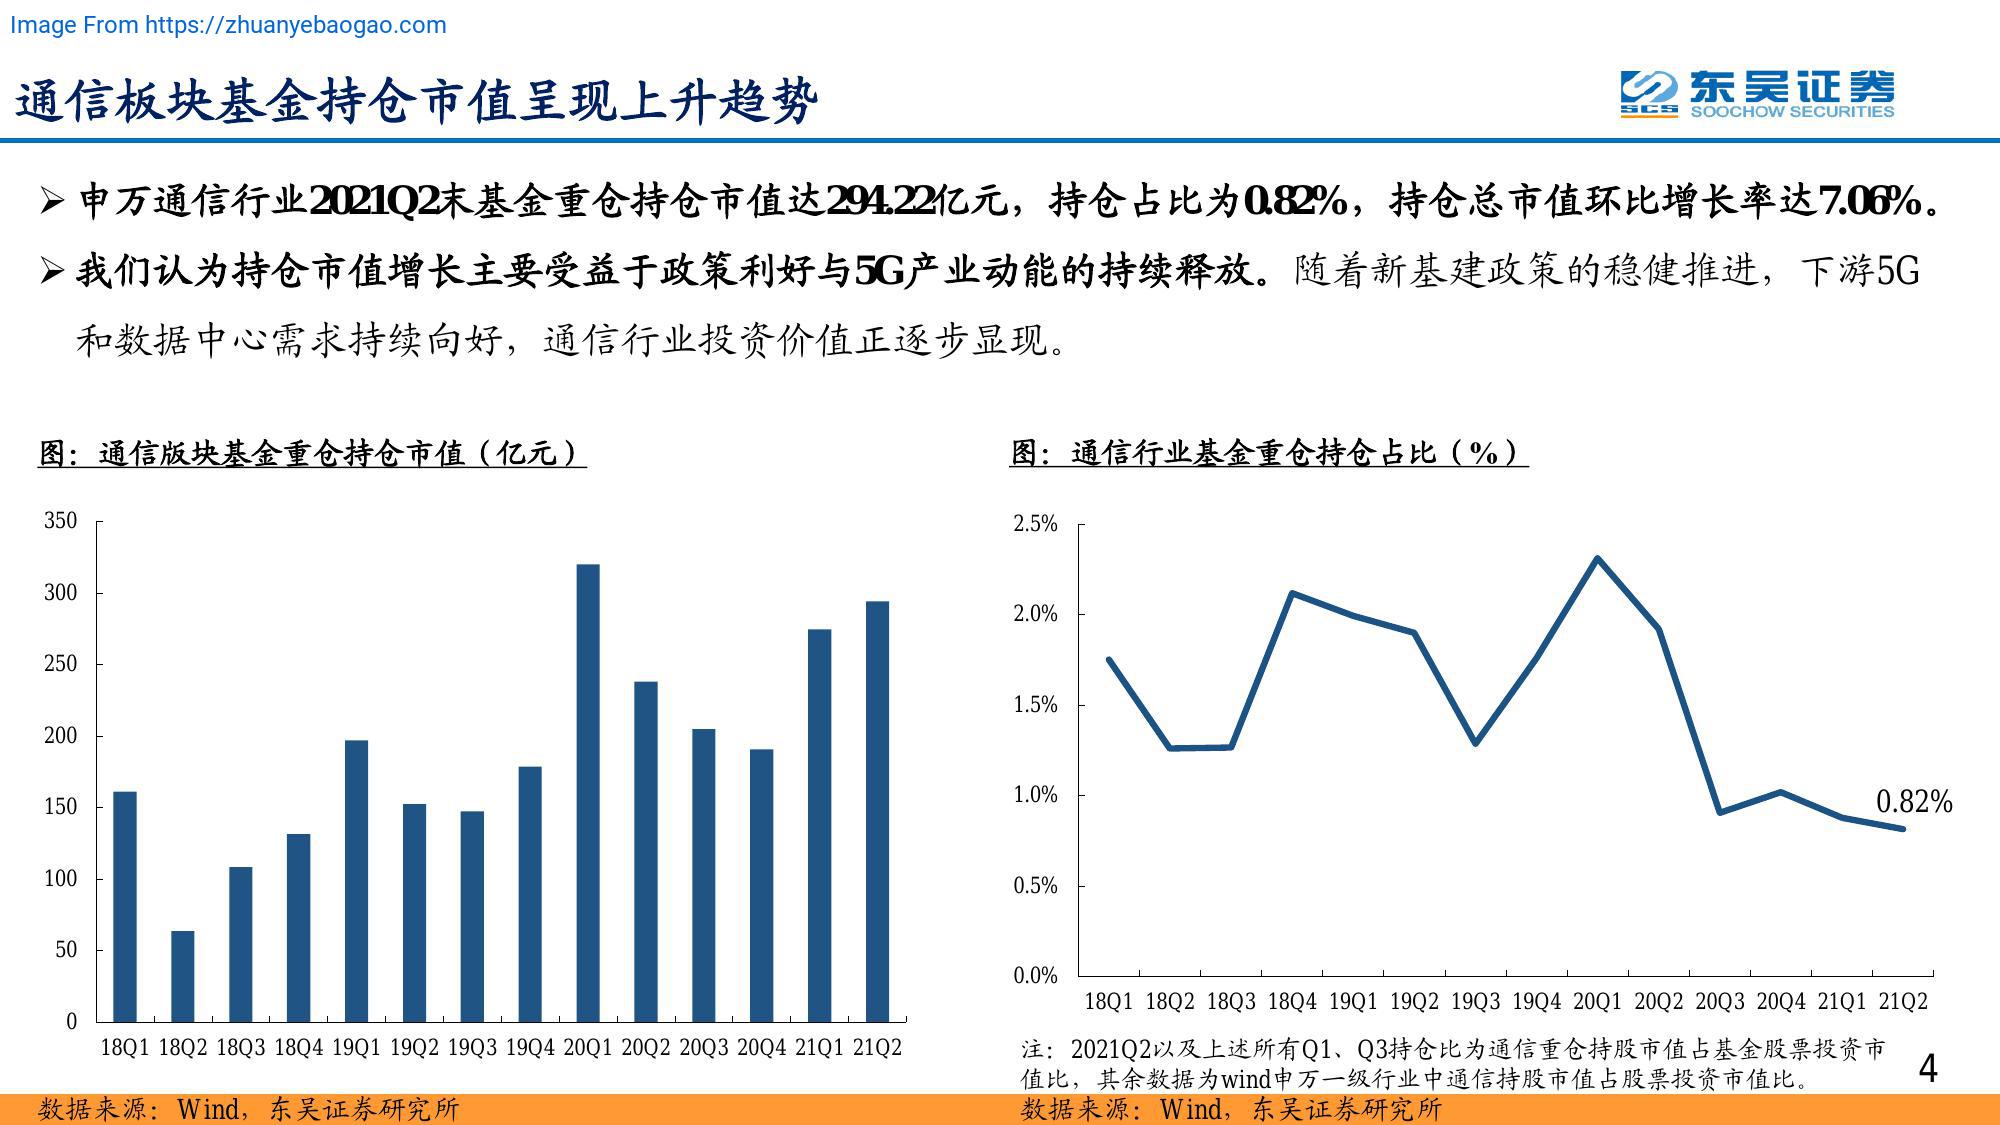 Image From https://zhuanyebaogao.com
通信板块基金持仓市值呈现上升趋势
东吴证券
SCS
SOOCHOW SECURITIES
➢ 申万通信行业2021Q2末基金重仓持仓市值达294.22亿元，持仓占比为0.82%，持仓总市值环比增长率达7.06%。
➢ 我们认为持仓市值增长主要受益于政策利好与5G产业动能的持续释放。随着新基建政策的稳健推进，下游5G
和数据中心需求持续向好，通信行业投资价值正逐步显现。
图：通信版块基金重仓持仓市值（亿元）
350
300
250
200
150
100
50
0
18Q1 18Q2 18Q3 18Q4 19Q1 19Q2 19Q3 19Q4 20Q1 20Q2 20Q3 20Q4 21Q1 21Q2
图：通信行业基金重仓持仓占比（%）
2.5%
2.0%
1.5%
1.0%
0.5%
0.0%
0.82%
18Q1 18Q2 18Q3 18Q4 19Q1 19Q2 19Q3 19Q4 20Q1 20Q2 20Q3 20Q4 21Q1 21Q2
注：2021Q2以及上述所有Q1、Q3持仓比为通信重仓持股市值占基金股票投资市
值比，其余数据为wind申万一级行业中通信持股市值占股票投资市值比。
4
数据来源：Wind，东吴证券研究所
数据来源：Wind，东吴证券研究所